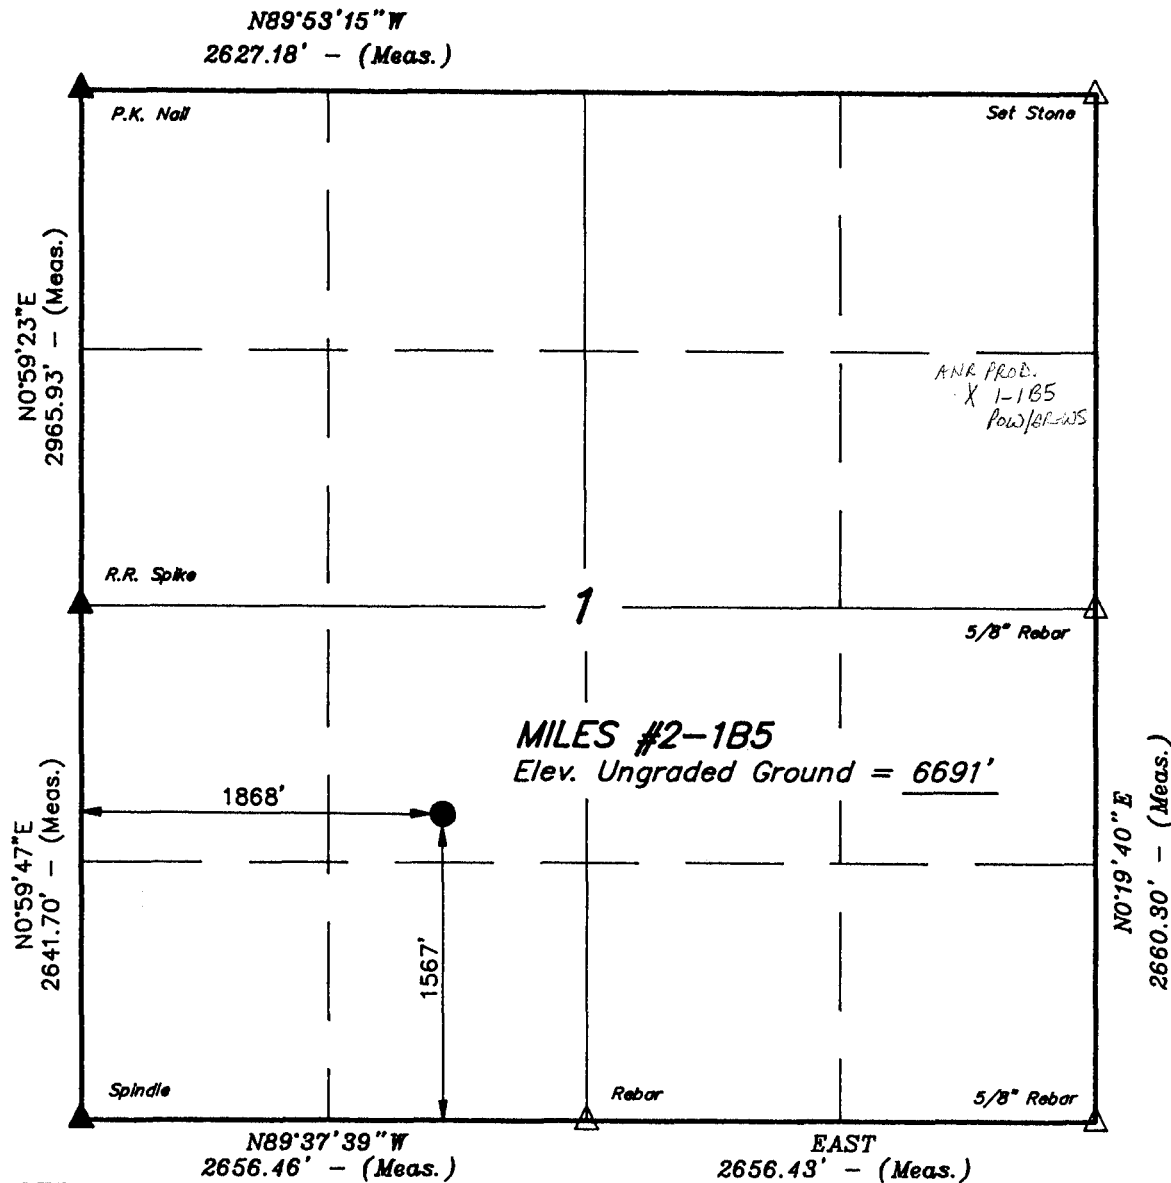 N89°53'15"W
2627.18' - (Meas.)
P.K. Nail
Set Stone
N0°59'23"E
2965.93' - (Meas.)
ANR PROD.
X 1-1B5
POW/GR-WS
R.R. Spike
1
5/8" Rebar
MILES #2-1B5
Elev. Ungraded Ground = 6691'
1868'
N0°59'47"E
2641.70' - (Meas.)
1567'
N0°19'40"E
2660.30' - (Meas.)
Spindle
Rebar
5/8" Rebar
N89°37'39"W
2656.46' - (Meas.)
EAST
2656.43' - (Meas.)